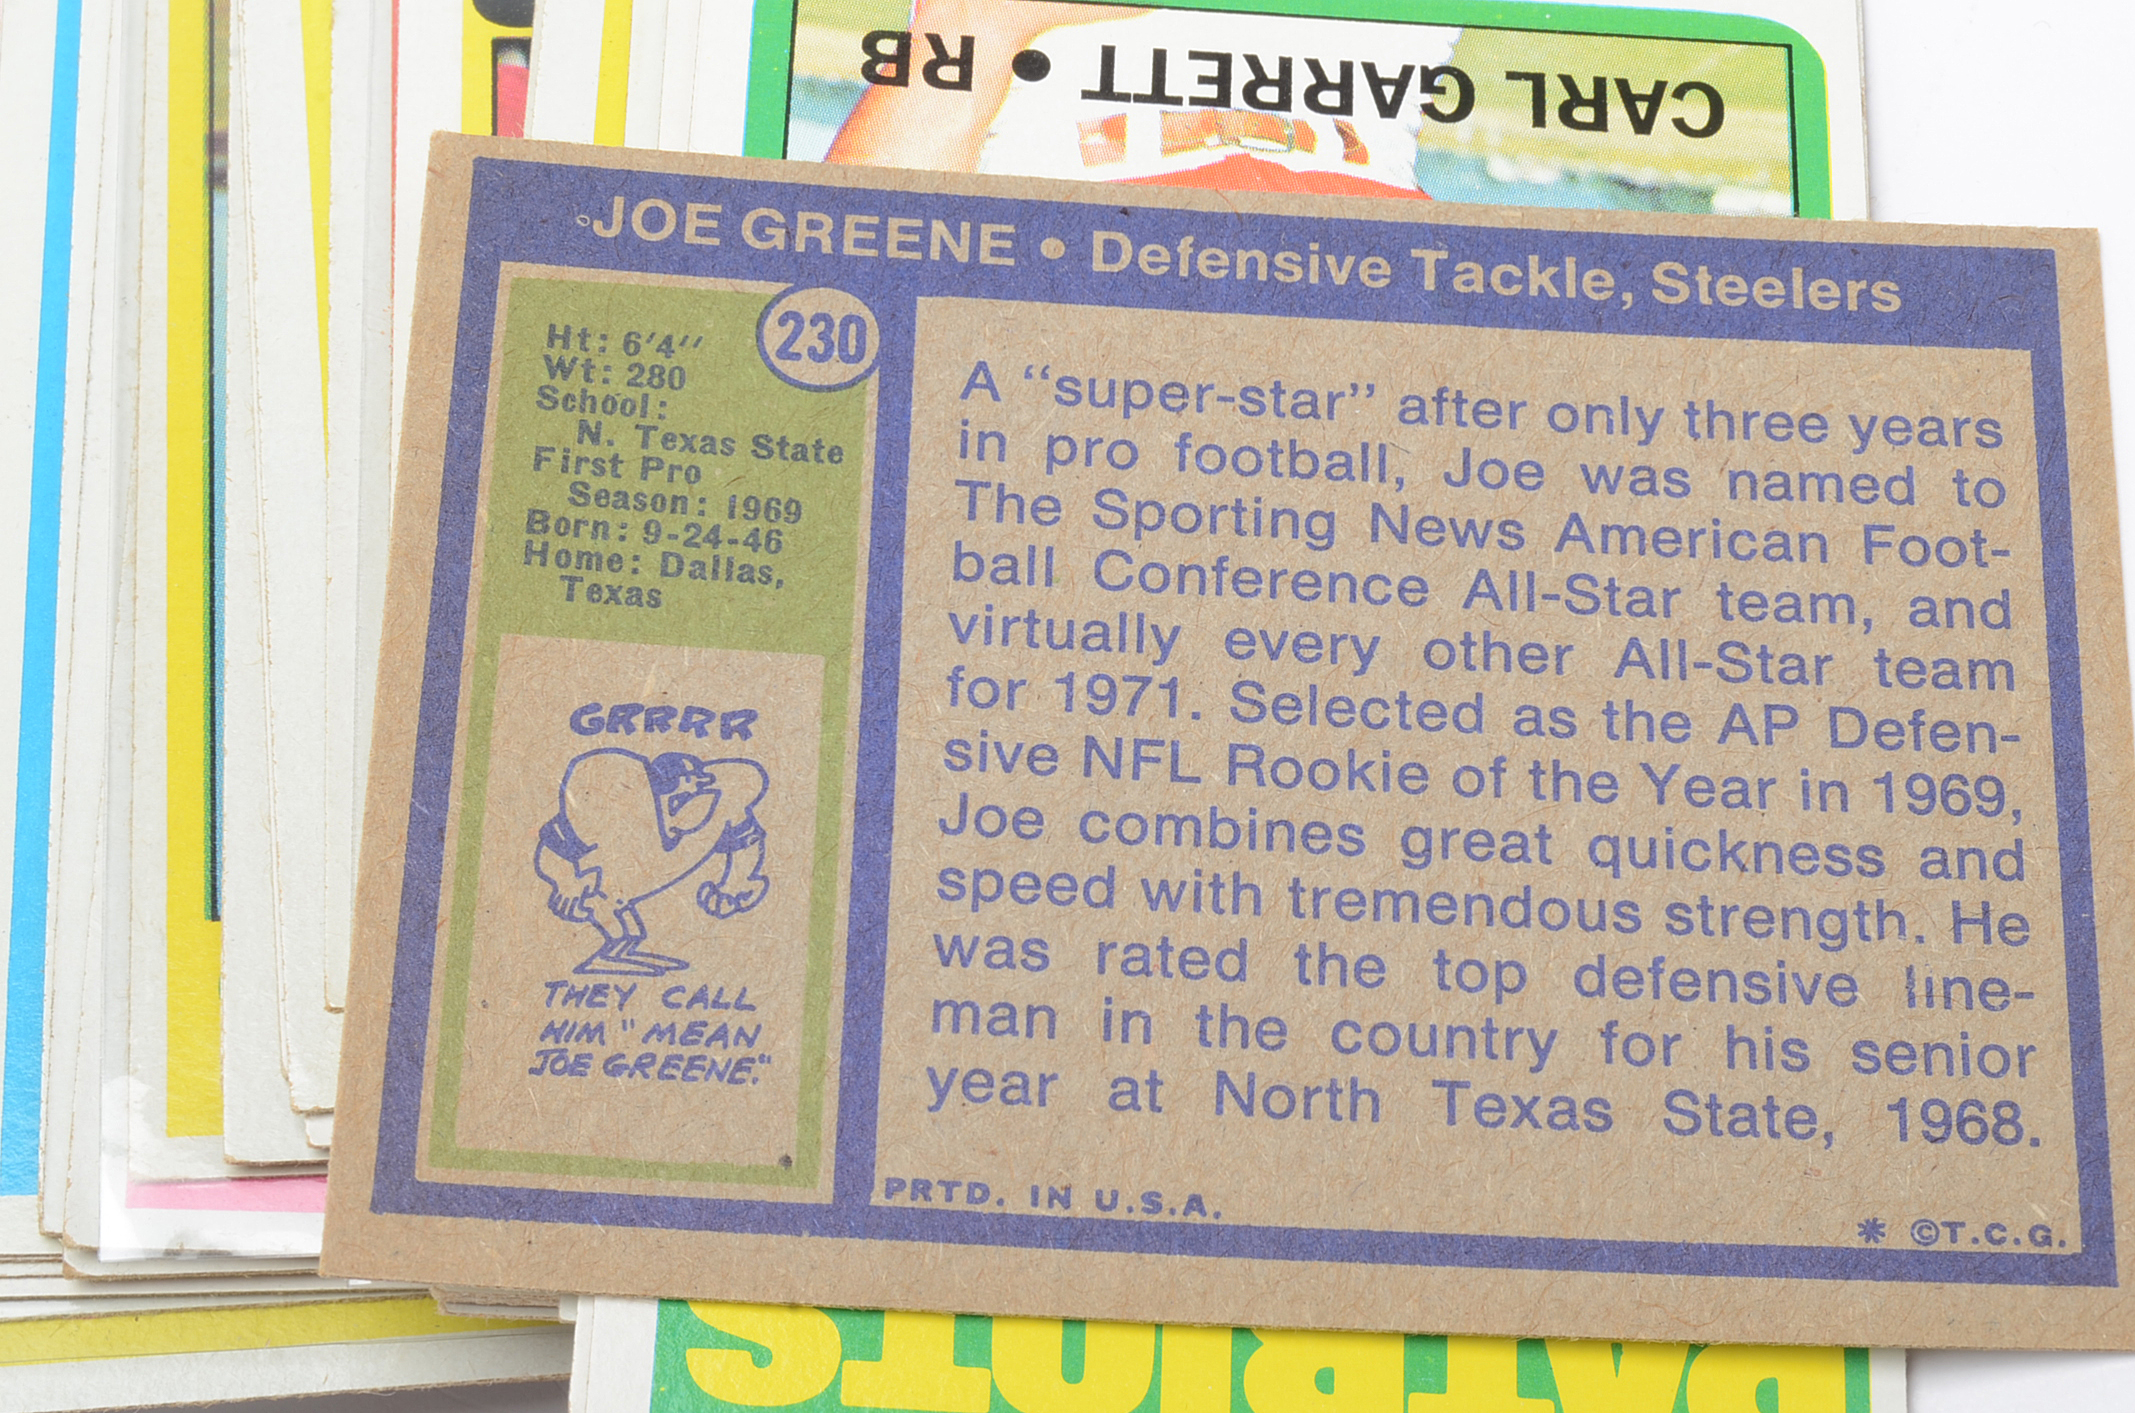 CARL GARRETT • RB
JOE GREENE • Defensive Tackle, Steelers
230
Ht: 6'4"
Wt: 280
School:
N. Texas State
First Pro
Season: 1969
Born: 9-24-46
Home: Dallas,
Texas
GRRRR
THEY CALL
HIM "MEAN
JOE GREENE."
A "super-star" after only three years
in pro football, Joe was named to
The Sporting News American Foot-
ball Conference All-Star team, and
virtually every other All-Star team
for 1971. Selected as the AP Defen-
sive NFL Rookie of the Year in 1969,
Joe combines great quickness and
speed with tremendous strength. He
was rated the top defensive line-
man in the country for his senior
year at North Texas State, 1968.
PRTD. IN U.S.A.
* ©T.C.G.
PATRIOTS